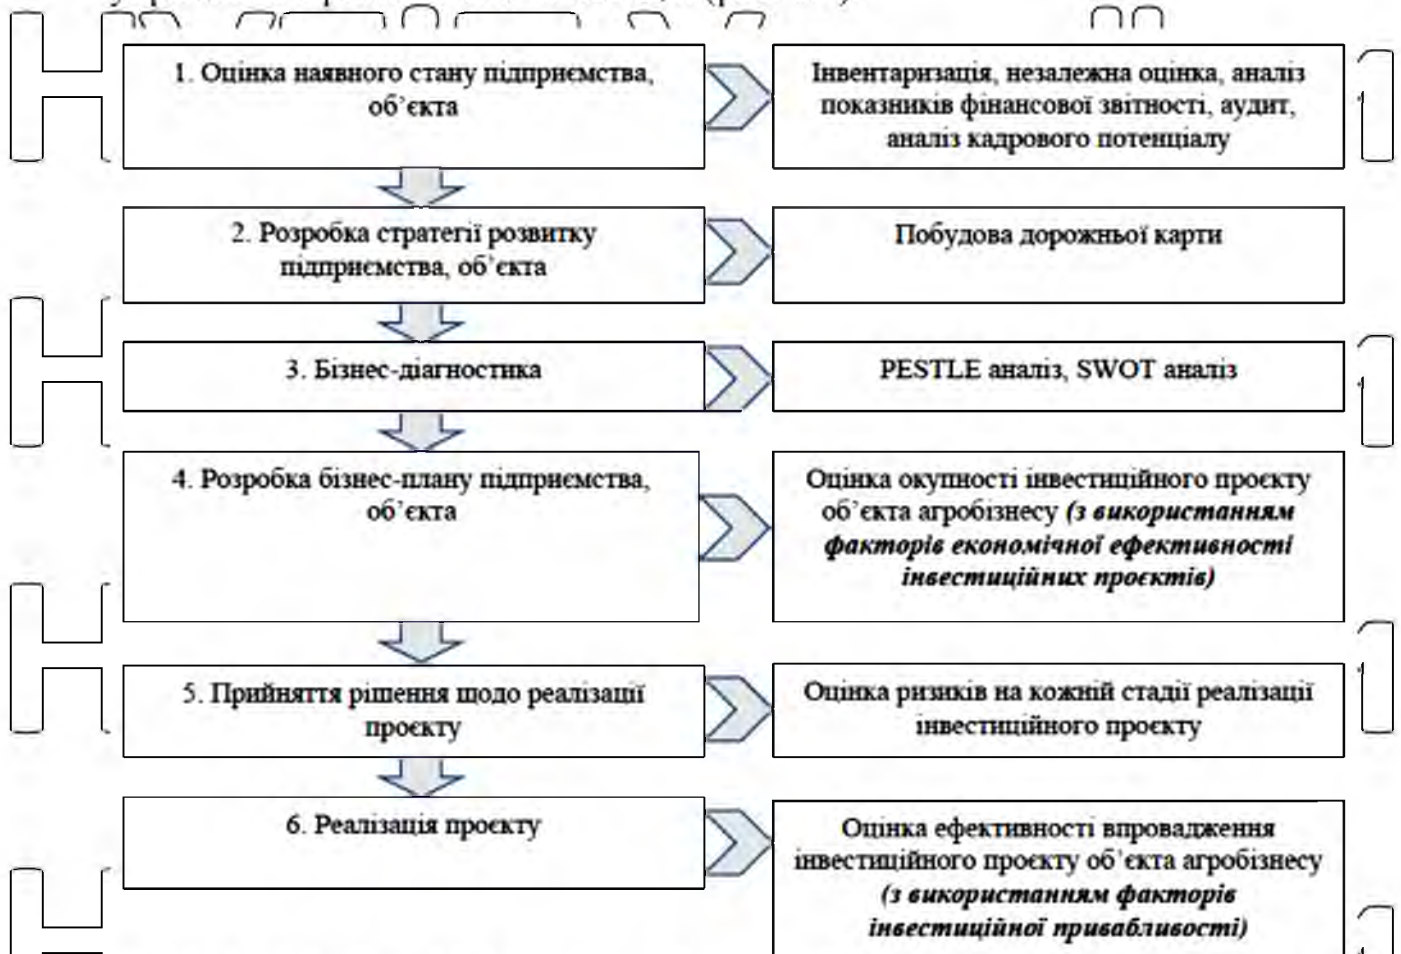 1. Оцінка наявного стану підприємства,
об’єкта
Інвентаризація, незалежна оцінка, аналіз
показників фінансової звітності, аудит,
аналіз кадрового потенціалу
2. Розробка стратегії розвитку
підприємства, об’єкта
Побудова дорожньої карти
3. Бізнес-діагностика
PESTLE аналіз, SWOT аналіз
4. Розробка бізнес-плану підприємства,
об’єкта
Оцінка окупності інвестиційного проєкту
об’єкта агробізнесу (з використанням
факторів економічної ефективності
інвестиційних проєктів)
5. Прийняття рішення щодо реалізації
проєкту
Оцінка ризиків на кожній стадії реалізації
інвестиційного проєкту
6. Реалізація проєкту
Оцінка ефективності впровадження
інвестиційного проєкту об’єкта агробізнесу
(з використанням факторів
інвестиційної привабливості)